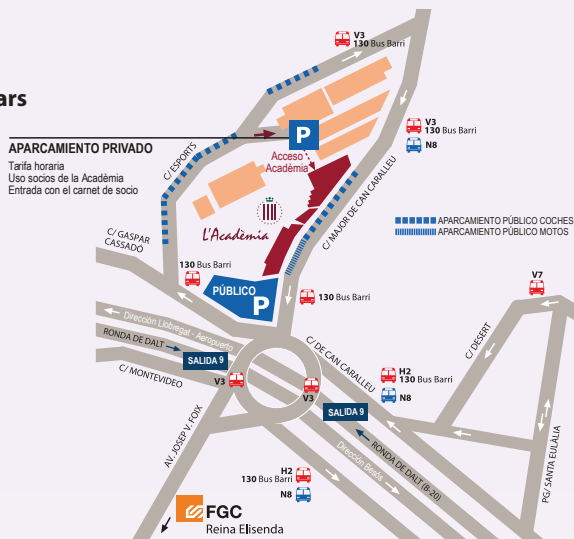 V3
130 Bus Barri
ars
APARCAMIENTO PRIVADO
Tarifa horaria
Uso socios de la Acadèmia
Entrada con el carnet de socio
C/ ESPORTS
P
Acceso
Acadèmia
V3
130 Bus Barri
N8
C/ MAJOR DE CAN CARALLEU
L'Acadèmia
APARCAMIENTO PÚBLICO COCHES
APARCAMIENTO PÚBLICO MOTOS
C/ GASPAR
CASSADÓ
130 Bus Barri
PÚBLICO
P
130 Bus Barri
V7
Dirección Llobregat - Aeropuerto
RONDA DE DALT
SALIDA 9
C/ MONTEVIDEO
V3
V3
C/ DE CAN CARALLEU
H2
130 Bus Barri
N8
C/ DESERT
SALIDA 9
RONDA DE DALT (B-20)
Dirección Besòs
PG/ SANTA EULÀLIA
AV. JOSEP V. FOIX
H2
130 Bus Barri
N8
FGC
Reina Elisenda